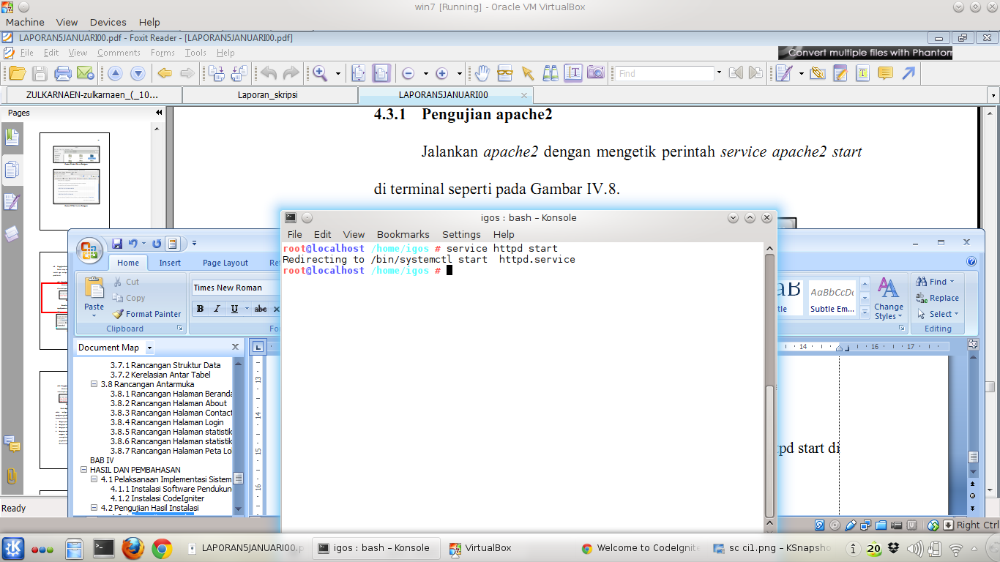 win7 [Running] - Oracle VM VirtualBox
Machine View Devices Help
LAPORAN5JANUARI00.pdf - Foxit Reader - [LAPORAN5JANUARI00.pdf]
File Edit View Comments Forms Tools Help
Convert multiple files with Phantom
Find
ZULKARNAEN-zulkarnaen_(_10...
Laporan_skripsi
LAPORAN5JANUARI00
Pages
4.3.1 Pengujian apache2
Jalankan apache2 dengan mengetik perintah service apache2 start
di terminal seperti pada Gambar IV.8.
igos : bash – Konsole
File Edit View Bookmarks Settings Help
root@localhost /home/igos # service httpd start
Redirecting to /bin/systemctl start  httpd.service
root@localhost /home/igos #
Home Insert Page Layout Re
Paste
Cut
Copy
Format Painter
Clipboard
Times New Roman
B I U abc x
Fo
AaBbCcDc
Subtle Em...
Change
Styles
Find
Replace
Select
Editing
Document Map
3.7.1 Rancangan Struktur Data
3.7.2 Kerelasian Antar Tabel
3.8 Rancangan Antarmuka
3.8.1 Rancangan Halaman Beranda
3.8.2 Rancangan Halaman About
3.8.3 Rancangan Halaman Contact
3.8.4 Rancangan Halaman Login
3.8.5 Rancangan Halaman statistik
3.8.6 Rancangan Halaman statistik
3.8.7 Rancangan Halaman Peta Lo
BAB IV
HASIL DAN PEMBAHASAN
4.1 Pelaksanaan Implementasi Sistem
4.1.1 Instalasi Software Pendukun
4.1.2 Instalasi CodeIgniter
4.2 Pengujian Hasil Instalasi
L
13
14
15
16
14 16 17
pd start di
Ready
Right Ctrl
LAPORAN5JANUARI00.p
igos : bash – Konsole
VirtualBox
Welcome to CodeIgnite
sc ci1.png – KSnapsho
20